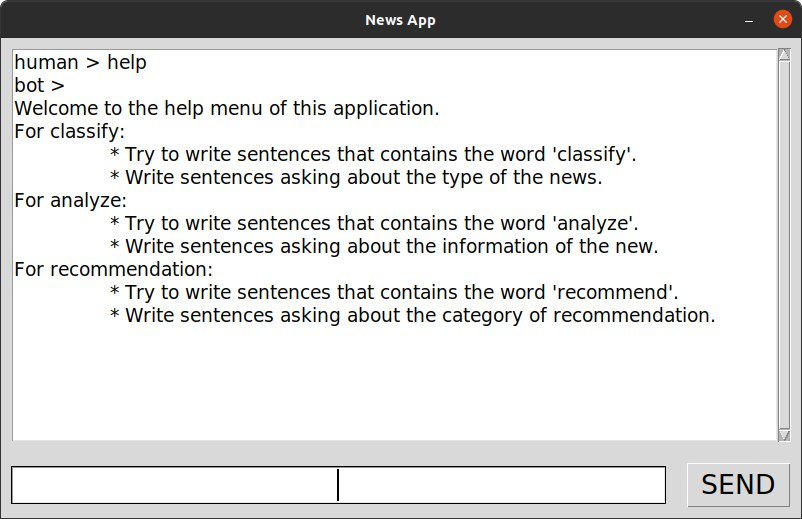 News App
human > help
bot >
Welcome to the help menu of this application.
For classify:
* Try to write sentences that contains the word 'classify'.
* Write sentences asking about the type of the news.
For analyze:
* Try to write sentences that contains the word 'analyze'.
* Write sentences asking about the information of the new.
For recommendation:
* Try to write sentences that contains the word 'recommend'.
* Write sentences asking about the category of recommendation.
SEND